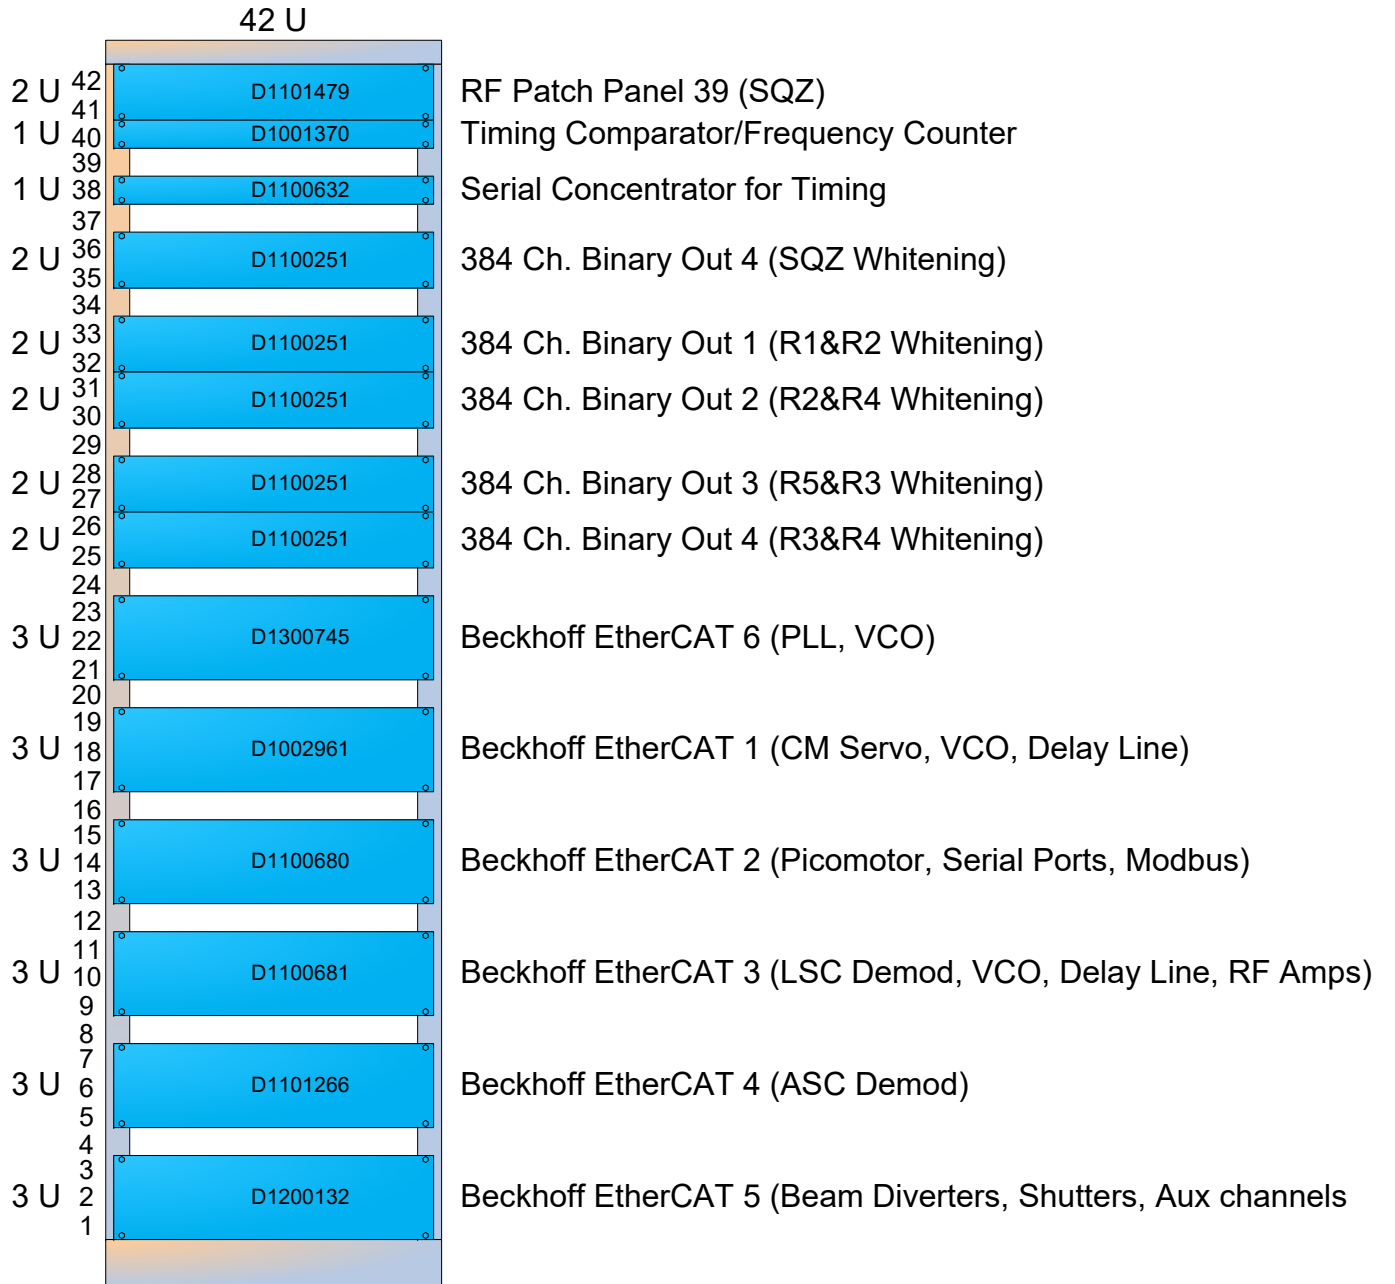 42 U
2 U 42 D1101479 RF Patch Panel 39 (SQZ)
41
1 U 40 D1001370 Timing Comparator/Frequency Counter
39
1 U 38 D1100632 Serial Concentrator for Timing
37
2 U 36 D1100251 384 Ch. Binary Out 4 (SQZ Whitening)
35
34
2 U 33 D1100251 384 Ch. Binary Out 1 (R1&R2 Whitening)
32
2 U 31 D1100251 384 Ch. Binary Out 2 (R2&R4 Whitening)
30
29
2 U 28 D1100251 384 Ch. Binary Out 3 (R5&R3 Whitening)
27
2 U 26 D1100251 384 Ch. Binary Out 4 (R3&R4 Whitening)
25
24
23
3 U 22 D1300745 Beckhoff EtherCAT 6 (PLL, VCO)
21
20
19
3 U 18 D1002961 Beckhoff EtherCAT 1 (CM Servo, VCO, Delay Line)
17
16
15
3 U 14 D1100680 Beckhoff EtherCAT 2 (Picomotor, Serial Ports, Modbus)
13
12
11
3 U 10 D1100681 Beckhoff EtherCAT 3 (LSC Demod, VCO, Delay Line, RF Amps)
9
8
7
3 U 6 D1101266 Beckhoff EtherCAT 4 (ASC Demod)
5
4
3
3 U 2 D1200132 Beckhoff EtherCAT 5 (Beam Diverters, Shutters, Aux channels
1